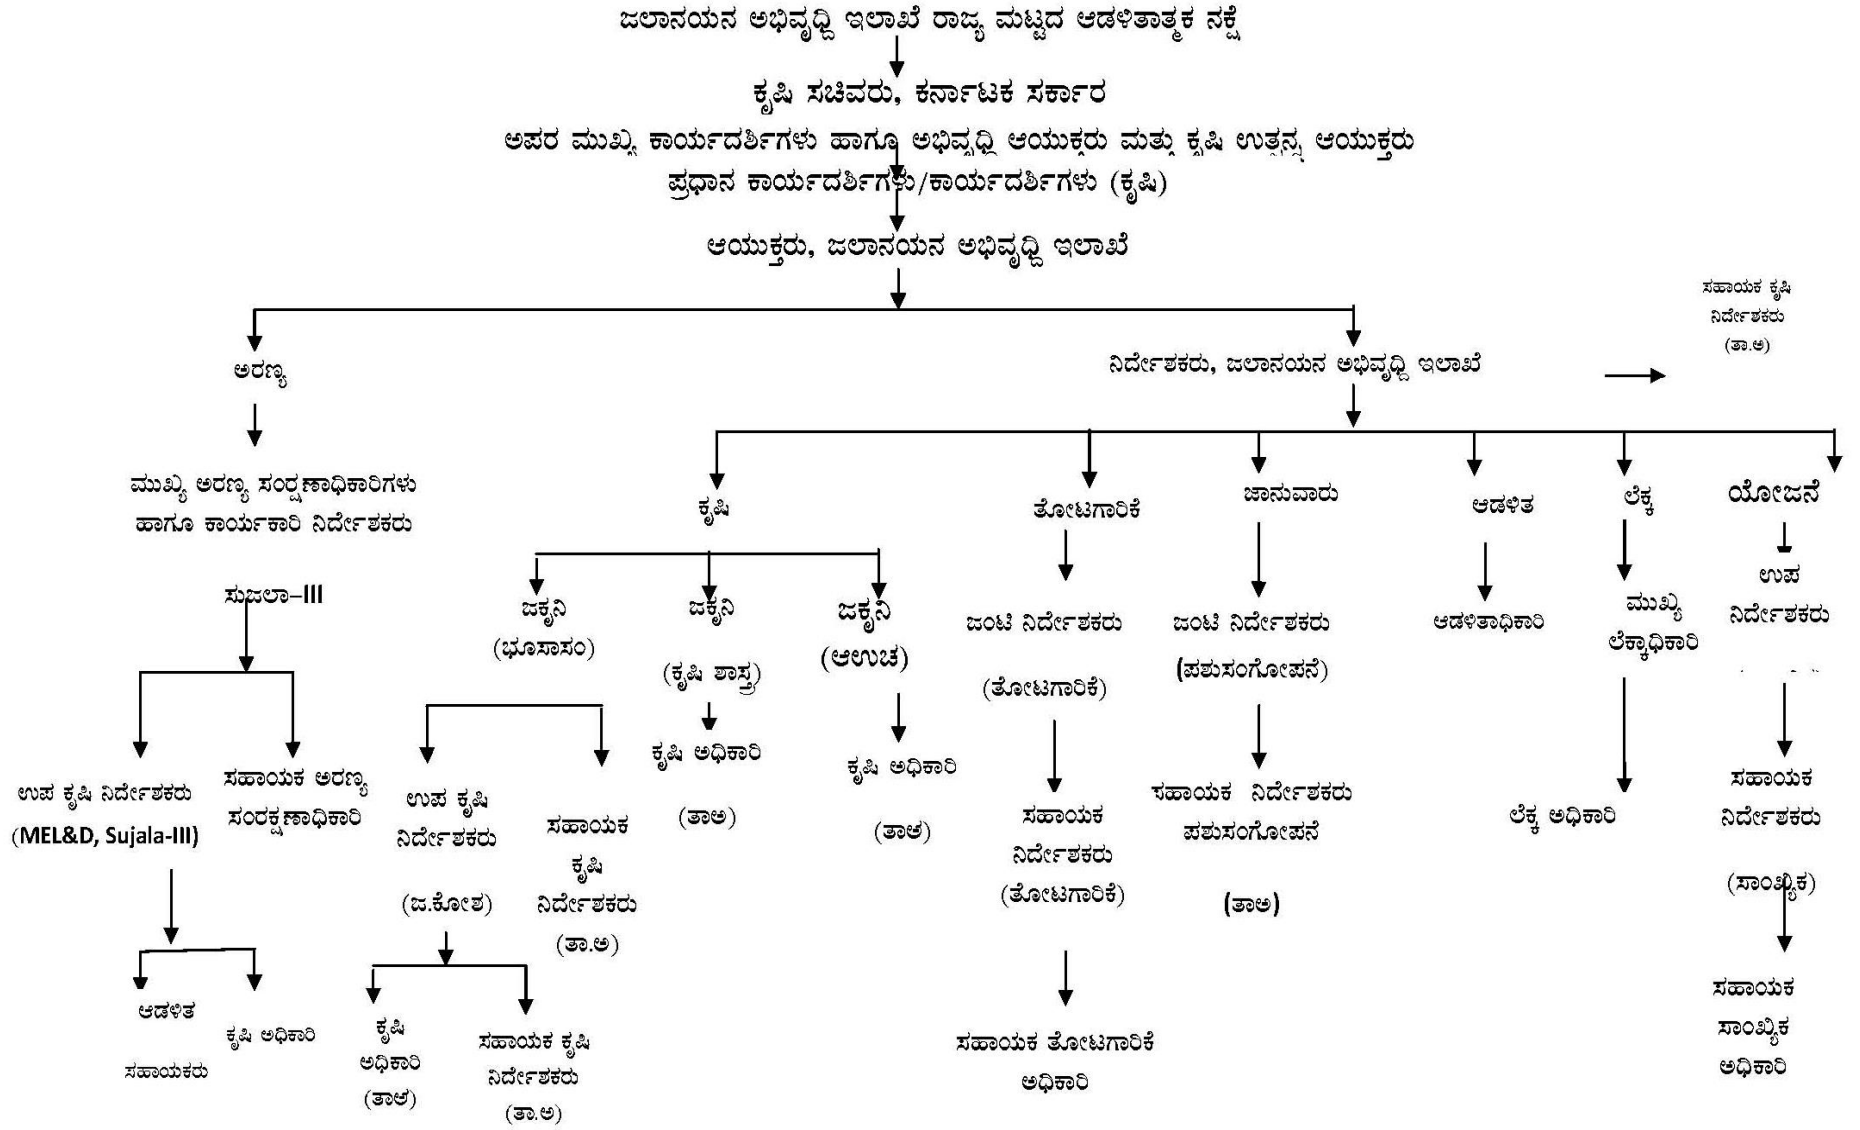 ಜಲಾನಯನ ಅಭಿವೃದ್ಧಿ ಇಲಾಖೆ ರಾಜ್ಯ ಮಟ್ಟದ ಆಡಳಿತಾತ್ಮಕ ನಕ್ಷೆ
ಕೃಷಿ ಸಚಿವರು, ಕರ್ನಾಟಕ ಸರ್ಕಾರ
ಅಪರ ಮುಖ್ಯ ಕಾರ್ಯದರ್ಶಿಗಳು ಹಾಗೂ ಅಭಿವೃದ್ಧಿ ಆಯುಕ್ತರು ಮತ್ತು ಕೃಷಿ ಉತ್ಪನ್ನ ಆಯುಕ್ತರು
ಪ್ರಧಾನ ಕಾರ್ಯದರ್ಶಿಗಳು/ಕಾರ್ಯದರ್ಶಿಗಳು (ಕೃಷಿ)
ಆಯುಕ್ತರು, ಜಲಾನಯನ ಅಭಿವೃದ್ಧಿ ಇಲಾಖೆ
ಸಹಾಯಕ ಕೃಷಿ
ನಿರ್ದೇಶಕರು
(ತಾ.ಅ)
ಅರಣ್ಯ
ನಿರ್ದೇಶಕರು, ಜಲಾನಯನ ಅಭಿವೃದ್ಧಿ ಇಲಾಖೆ
ಮುಖ್ಯ ಅರಣ್ಯ ಸಂರ‍್ಷಣಾಧಿಕಾರಿಗಳು
ಹಾಗೂ ಕಾರ್ಯಕಾರಿ ನಿರ್ದೇಶಕರು
ಸುಜಲಾ–III
ಉಪ ಕೃಷಿ ನಿರ್ದೇಶಕರು
(MEL&D, Sujala-III)
ಸಹಾಯಕ ಅರಣ್ಯ
ಸಂರಕ್ಷಣಾಧಿಕಾರಿ
ಆಡಳಿತ
ಸಹಾಯಕರು
ಕೃಷಿ ಅಧಿಕಾರಿ
ಕೃಷಿ
ಜಕೃನಿ
(ಭೂಸಾಸಂ)
ಉಪ ಕೃಷಿ
ನಿರ್ದೇಶಕರು
(ಜ.ಕೋಶ)
ಸಹಾಯಕ
ಕೃಷಿ
ನಿರ್ದೇಶಕರು
(ತಾ.ಅ)
ಕೃಷಿ
ಅಧಿಕಾರಿ
(ತಾಅ)
ಸಹಾಯಕ ಕೃಷಿ
ನಿರ್ದೇಶಕರು
(ತಾ.ಅ)
ಜಕೃನಿ
(ಕೃಷಿ ಶಾಸ್ತ್ರ)
ಕೃಷಿ ಅಧಿಕಾರಿ
(ತಾಅ)
ಜಕೃನಿ
(ಆಉಚ)
ಕೃಷಿ ಅಧಿಕಾರಿ
(ತಾಅ)
ತೋಟಗಾರಿಕೆ
ಜಂಟಿ ನಿರ್ದೇಶಕರು
(ತೋಟಗಾರಿಕೆ)
ಸಹಾಯಕ
ನಿರ್ದೇಶಕರು
(ತೋಟಗಾರಿಕೆ)
ಸಹಾಯಕ ತೋಟಗಾರಿಕೆ
ಅಧಿಕಾರಿ
ಜಾನುವಾರು
ಜಂಟಿ ನಿರ್ದೇಶಕರು
(ಪಶುಸಂಗೋಪನೆ)
ಸಹಾಯಕ ನಿರ್ದೇಶಕರು
ಪಶುಸಂಗೋಪನೆ
(ತಾಅ)
ಆಡಳಿತ
ಆಡಳಿತಾಧಿಕಾರಿ
ಲೆಕ್ಕ
ಮುಖ್ಯ
ಲೆಕ್ಕಾಧಿಕಾರಿ
ಲೆಕ್ಕ ಅಧಿಕಾರಿ
ಯೋಜನೆ
ಉಪ
ನಿರ್ದೇಶಕರು
ಸಹಾಯಕ
ನಿರ್ದೇಶಕರು
(ಸಾಂಖ್ಯಿಕ)
ಸಹಾಯಕ
ಸಾಂಖ್ಯಿಕ
ಅಧಿಕಾರಿ